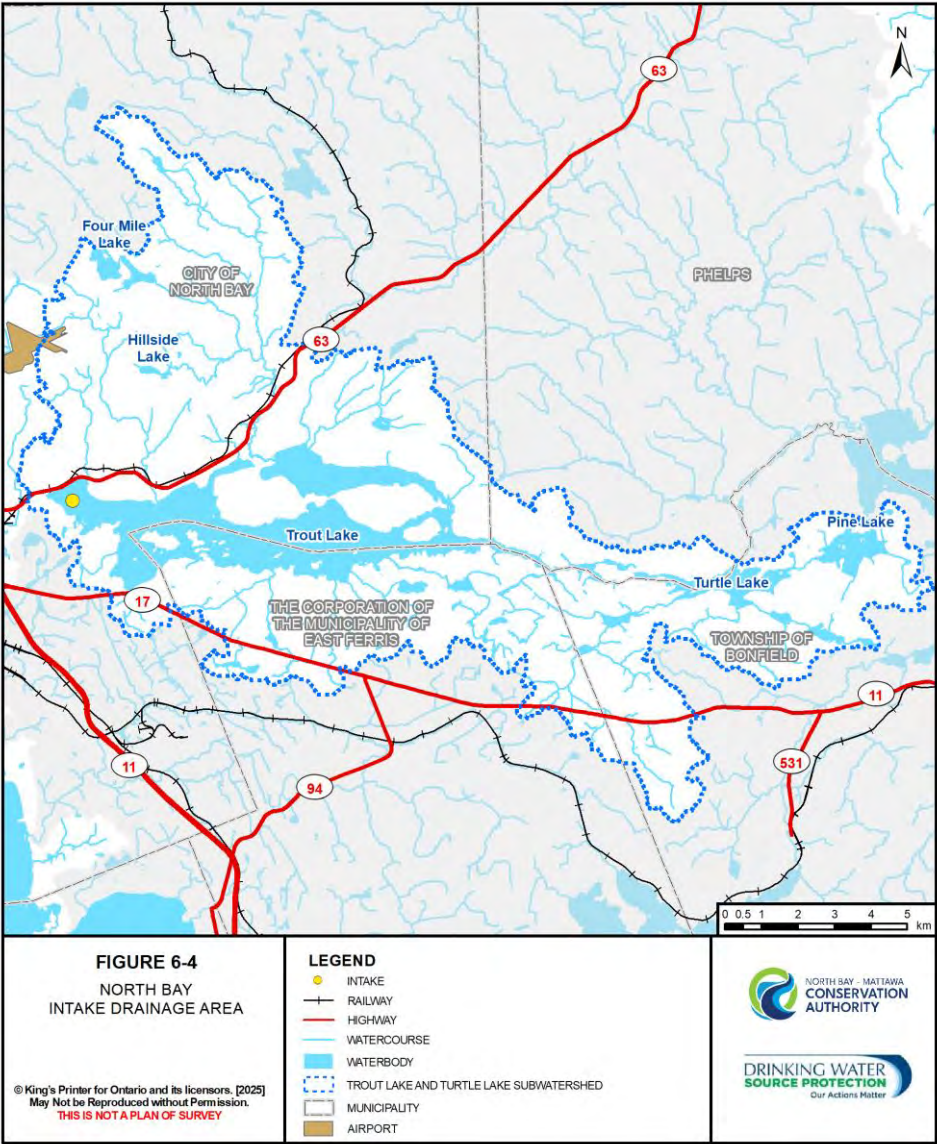 N
63
Four Mile
Lake
CITY OF
NORTH BAY
PHELPS
Hillside
Lake
63
Trout Lake
Pine Lake
Turtle Lake
17
THE CORPORATION OF
THE MUNICIPALITY OF
EAST FERRIS
TOWNSHIP OF
BONFIELD
11
11
94
531
0 0.5 1 2 3 4 5
km
FIGURE 6-4
NORTH BAY
INTAKE DRAINAGE AREA
© King's Printer for Ontario and its licensors. [2025]
May Not be Reproduced without Permission.
THIS IS NOT A PLAN OF SURVEY
LEGEND
INTAKE
RAILWAY
HIGHWAY
WATERCOURSE
WATERBODY
TROUT LAKE AND TURTLE LAKE SUBWATERSHED
MUNICIPALITY
AIRPORT
NORTH BAY - MATTAWA
CONSERVATION
AUTHORITY
DRINKING WATER
SOURCE PROTECTION
Our Actions Matter